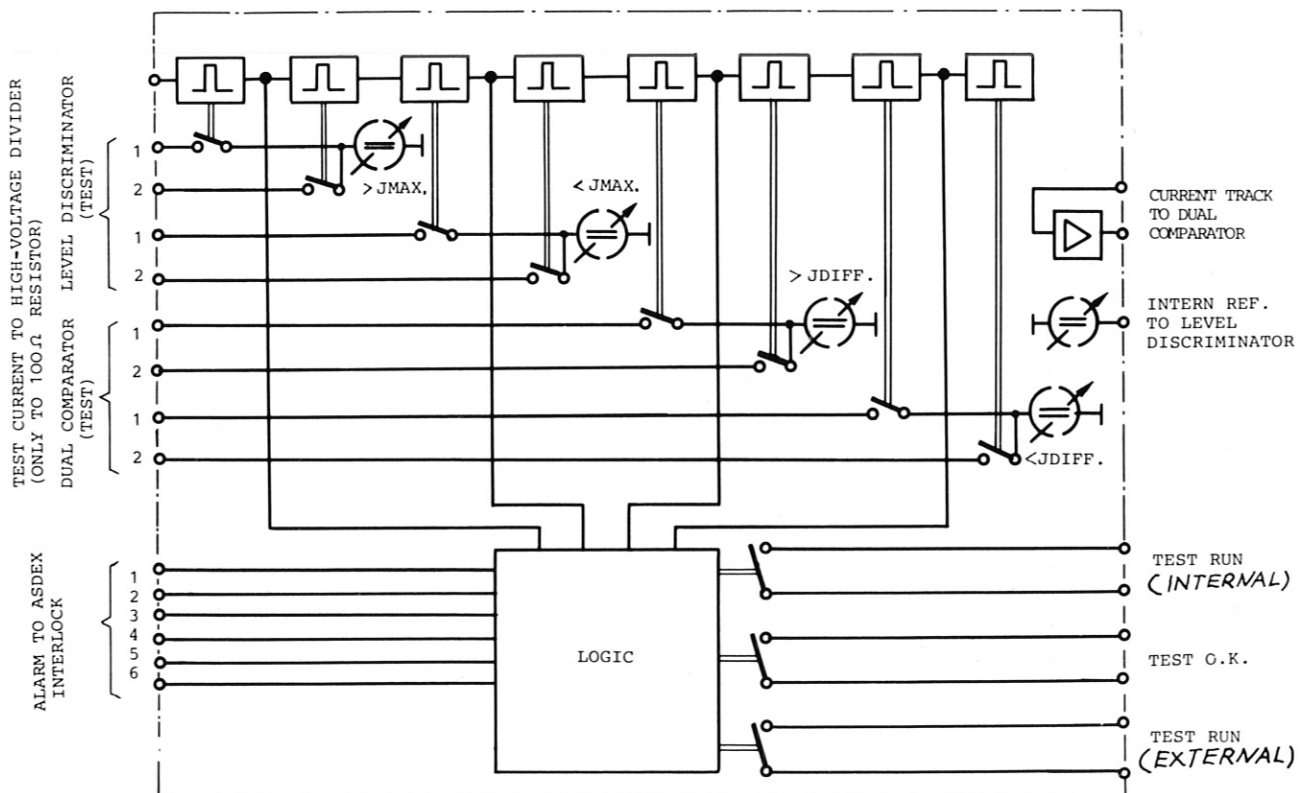 TEST CURRENT TO HIGH-VOLTAGE DIVIDER
(ONLY TO 100Ω RESISTOR)
LEVEL DISCRIMINATOR
(TEST)
1
2
1
2
DUAL COMPARATOR
(TEST)
1
2
1
2
>JMAX.
<JMAX.
>JDIFF.
<JDIFF.
CURRENT TRACK
TO DUAL
COMPARATOR
INTERN REF.
TO LEVEL
DISCRIMINATOR
ALARM TO ASDEX
INTERLOCK
1
2
3
4
5
6
LOGIC
TEST RUN
(INTERNAL)
TEST O.K.
TEST RUN
(EXTERNAL)